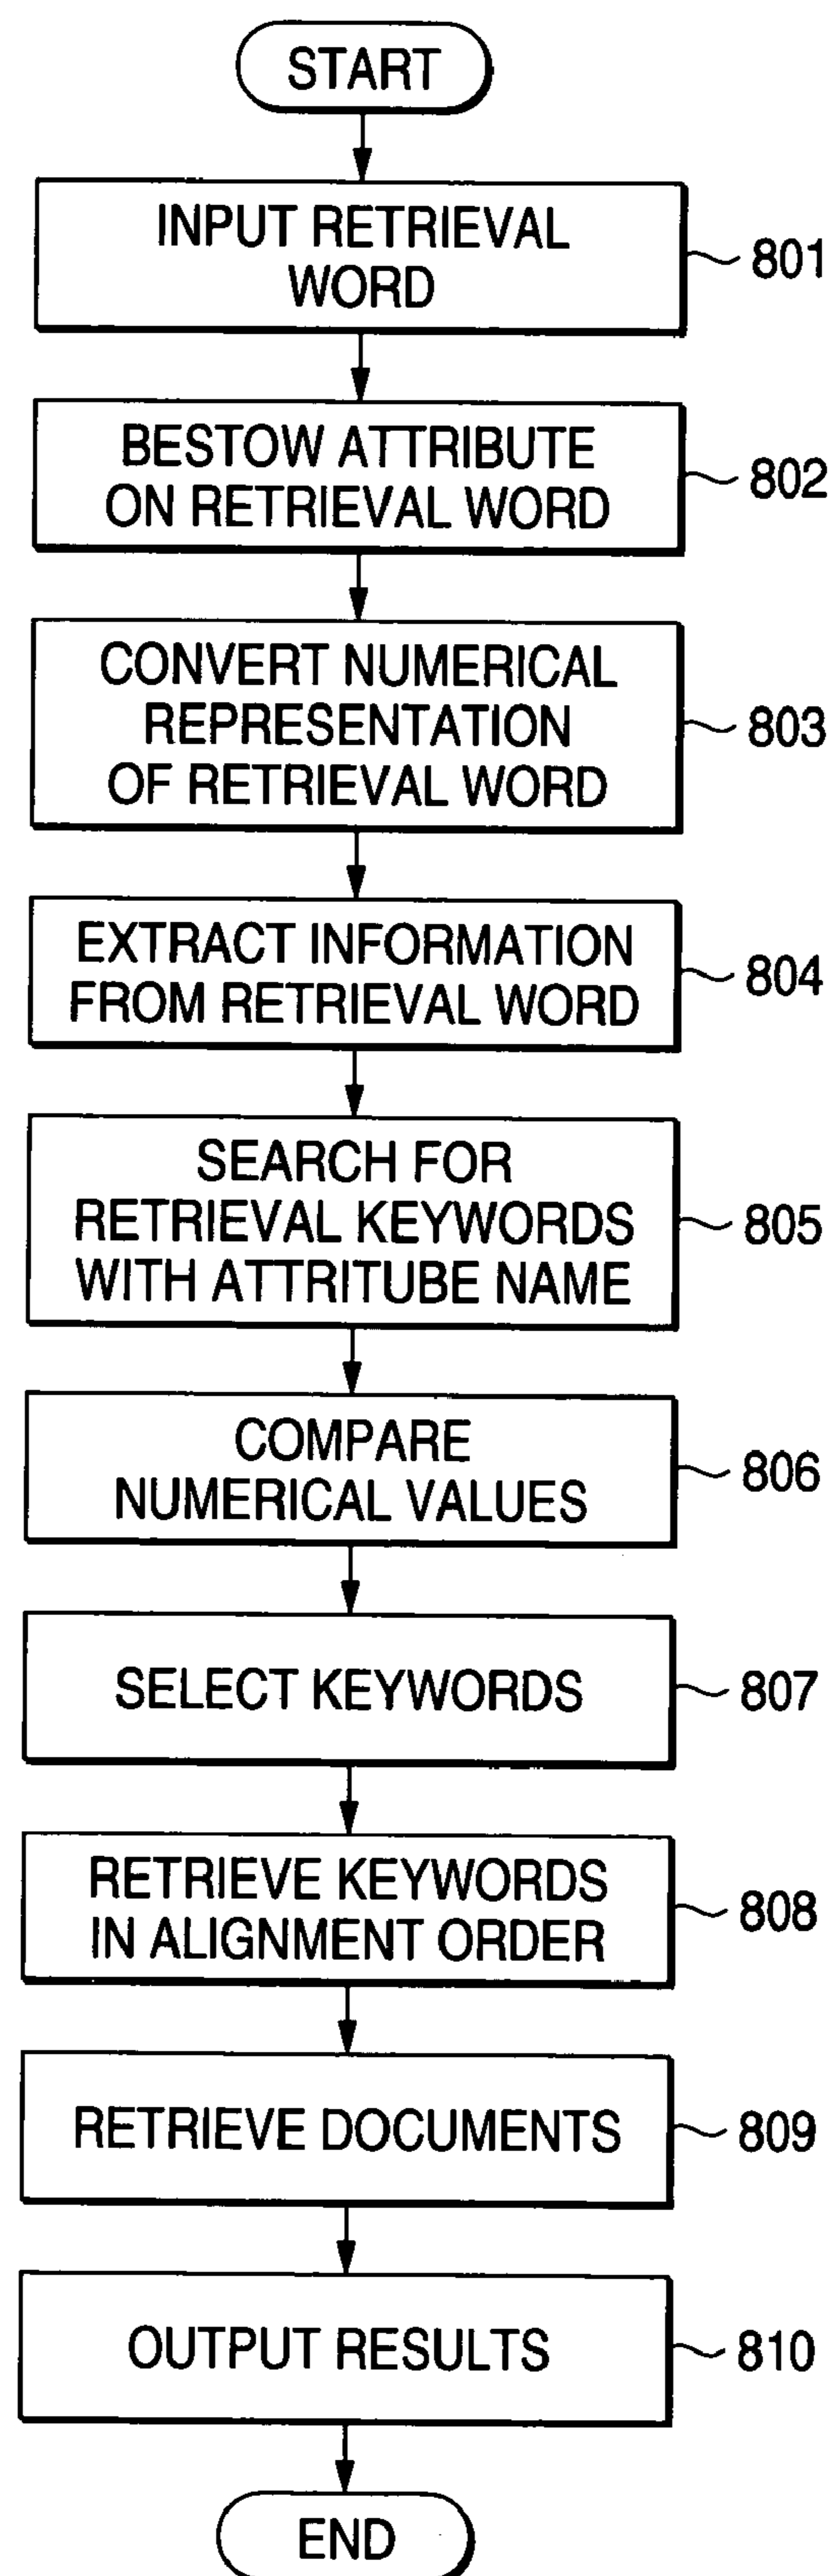 START
INPUT RETRIEVAL
WORD
801
BESTOW ATTRIBUTE
ON RETRIEVAL WORD
802
CONVERT NUMERICAL
REPRESENTATION
OF RETRIEVAL WORD
803
EXTRACT INFORMATION
FROM RETRIEVAL WORD
804
SEARCH FOR
RETRIEVAL KEYWORDS
WITH ATTRITUBE NAME
805
COMPARE
NUMERICAL VALUES
806
SELECT KEYWORDS
807
RETRIEVE KEYWORDS
IN ALIGNMENT ORDER
808
RETRIEVE DOCUMENTS
809
OUTPUT RESULTS
810
END